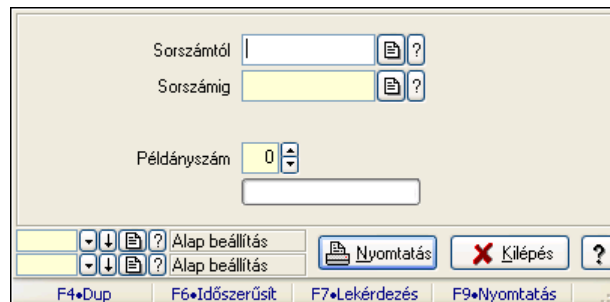 Sorszámtól ?
Sorszámig ?
Példányszám 0
? Alap beállítás
? Alap beállítás
Nyomtatás Kilépés ?
F4•Dup F6•Időszerűsít F7•Lekérdezés F9•Nyomtatás